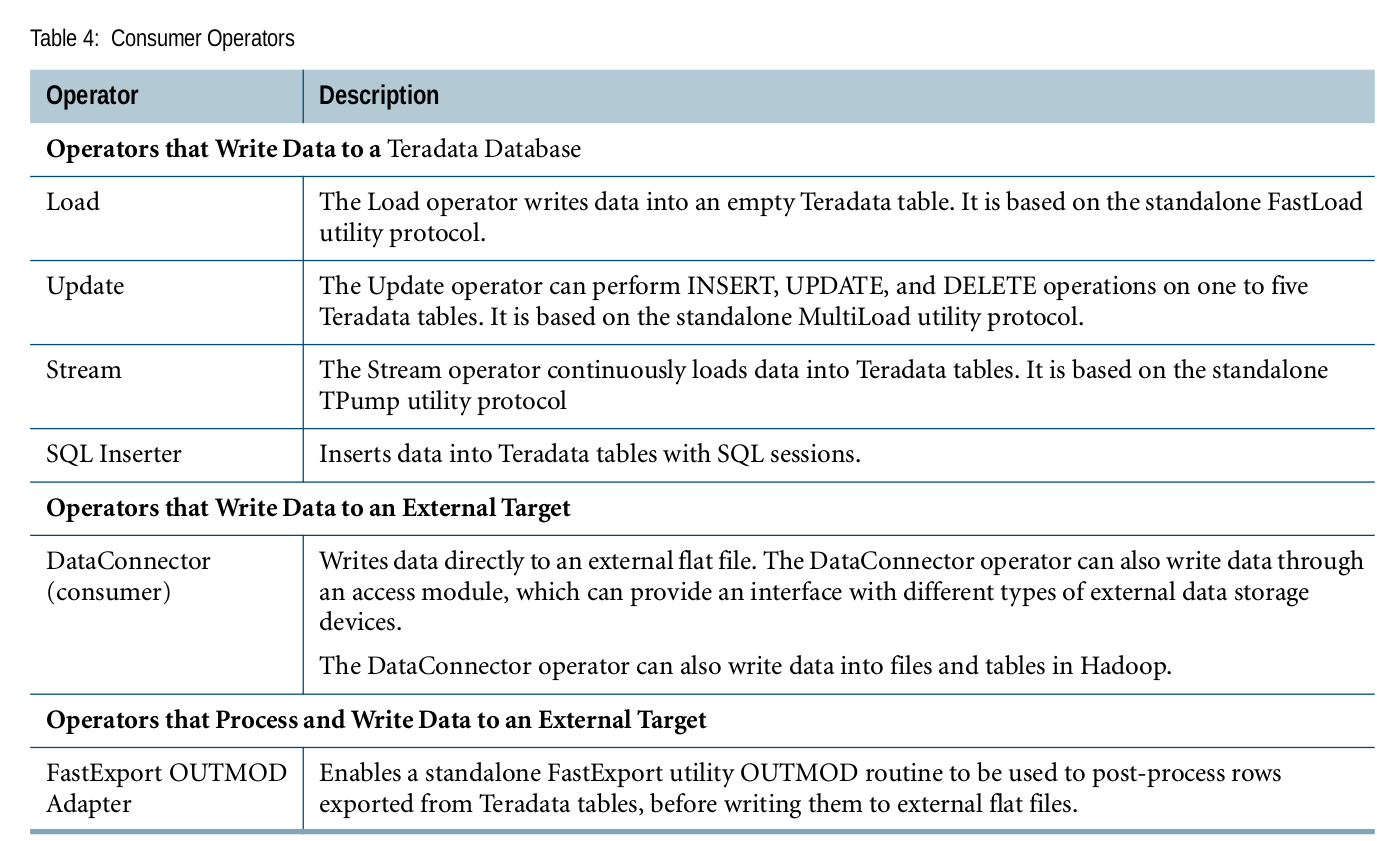 Table 4: Consumer Operators
Operator Description
Operators that Write Data to a Teradata Database
Load The Load operator writes data into an empty Teradata table. It is based on the standalone FastLoad
utility protocol.
Update The Update operator can perform INSERT, UPDATE, and DELETE operations on one to five
Teradata tables. It is based on the standalone MultiLoad utility protocol.
Stream The Stream operator continuously loads data into Teradata tables. It is based on the standalone
TPump utility protocol
SQL Inserter Inserts data into Teradata tables with SQL sessions.
Operators that Write Data to an External Target
DataConnector Writes data directly to an external flat file. The DataConnector operator can also write data through
(consumer) an access module, which can provide an interface with different types of external data storage
devices.
The DataConnector operator can also write data into files and tables in Hadoop.
Operators that Process and Write Data to an External Target
FastExport OUTMOD Enables a standalone FastExport utility OUTMOD routine to be used to post-process rows
Adapter exported from Teradata tables, before writing them to external flat files.